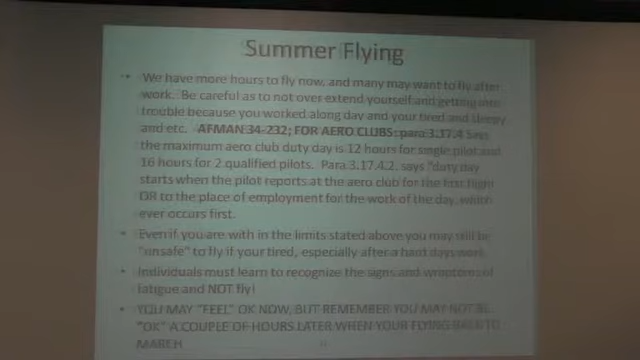 Summer Flying
• We have more hours to fly now, and many may want to fly after
work. Be careful as to not over extend yourself and getting into
trouble because you worked along day and your tired and sleepy
and etc. AFMAN 34-232; FOR AERO CLUBS: para 3.17.4 Says
the maximum aero club duty day is 12 hours for single pilot and
16 hours for 2 qualified pilots. Para 3.17.4.2. says "duty day
starts when the pilot reports at the aero club for the first flight
OR to the place of employment for the work of the day, which
ever occurs first.
• Even if you are with in the limits stated above you may still be
"unsafe" to fly if your tired, especially after a hard days work
• Individuals must learn to recognize the signs and symptoms of
fatigue and NOT fly!
• YOU MAY "FEEL" OK NOW, BUT REMEMBER YOU MAY NOT BE
"OK" A COUPLE OF HOURS LATER WHEN YOUR FLYING BACK TO
MARCH